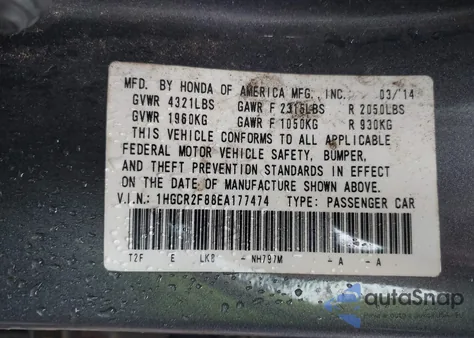 MFD. BY HONDA OF AMERICA MFG., INC. 03/14
GVWR 4321LBS GAWR F 2315LBS R 2050LBS
GVWR 1960KG GAWR F 1050KG R 930KG
THIS VEHICLE CONFORMS TO ALL APPLICABLE
FEDERAL MOTOR VEHICLE SAFETY, BUMPER,
AND THEFT PREVENTION STANDARDS IN EFFECT
ON THE DATE OF MANUFACTURE SHOWN ABOVE.
V.I.N.: 1HGCR2F88EA177474 TYPE: PASSENGER CAR
T2F E LKB - NH797M - A - A
autaSnap